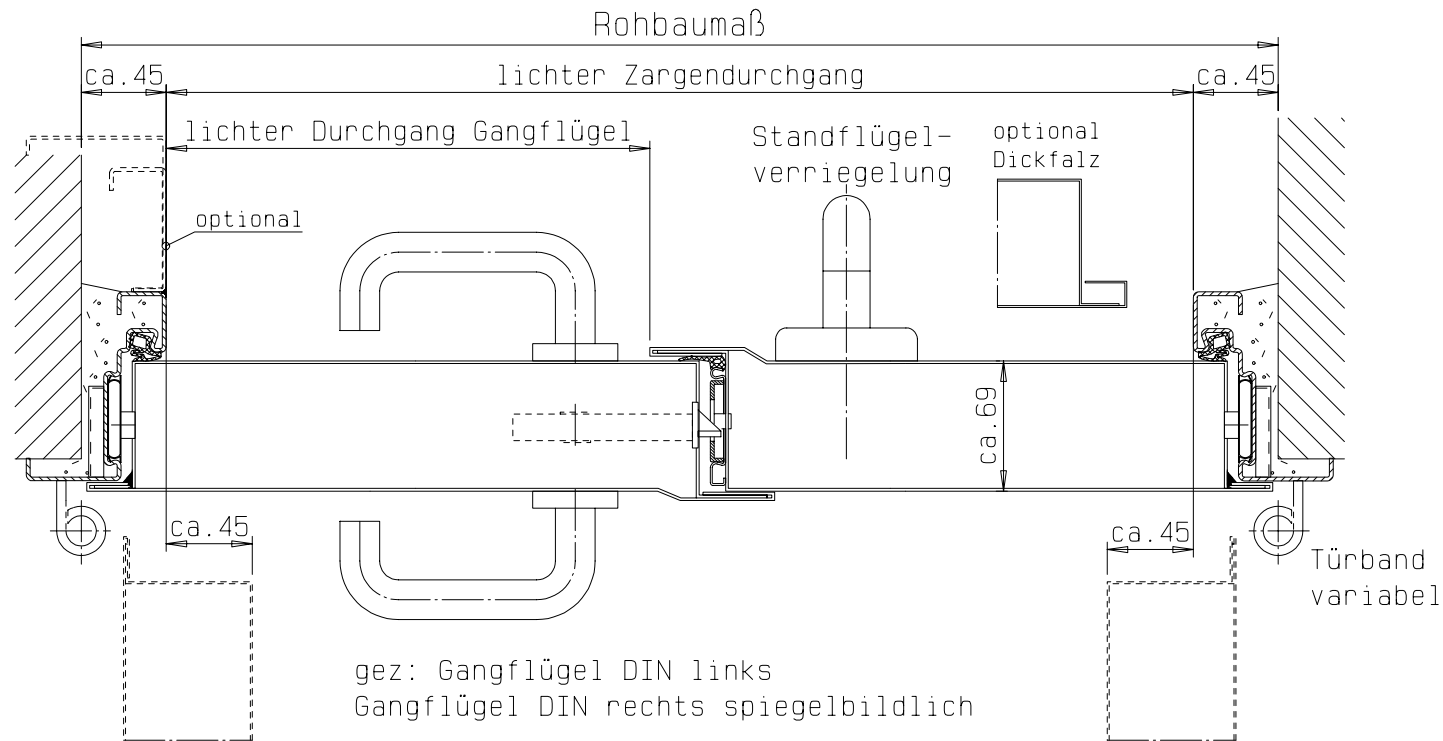 Rohbaumaß
ca.45
lichter Zargendurchgang
ca.45
lichter Durchgang Gangflügel
Standflügel-
verriegelung
optional
Dickfalz
optional
ca.69
ca.45
ca.45
Türband
variabel
gez: Gangflügel DIN links
Gangflügel DIN rechts spiegelbildlich